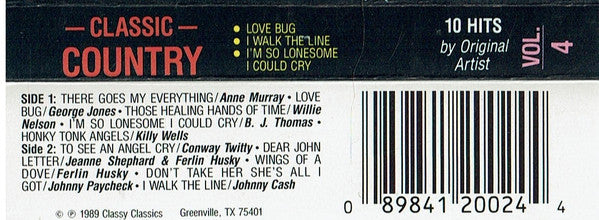 — CLASSIC —
COUNTRY
• LOVE BUG
• I WALK THE LINE
• I'M SO LONESOME
I COULD CRY
10 HITS
by Original
Artist
VOL. 4
SIDE 1: THERE GOES MY EVERYTHING/Anne Murray • LOVE
BUG/George Jones • THOSE HEALING HANDS OF TIME/Willie
Nelson • I'M SO LONESOME I COULD CRY/B. J. Thomas •
HONKY TONK ANGELS/Killy Wells
Side 2: TO SEE AN ANGEL CRY/Conway Twitty • DEAR JOHN
LETTER/Jeanne Shephard & Ferlin Husky • WINGS OF A
DOVE/Ferlin Husky • DON'T TAKE HER SHE'S ALL I
GOT/Johnny Paycheck • I WALK THE LINE/Johnny Cash
© ℗ 1989 Classy Classics Greenville, TX 75401
0 89841 20024 4